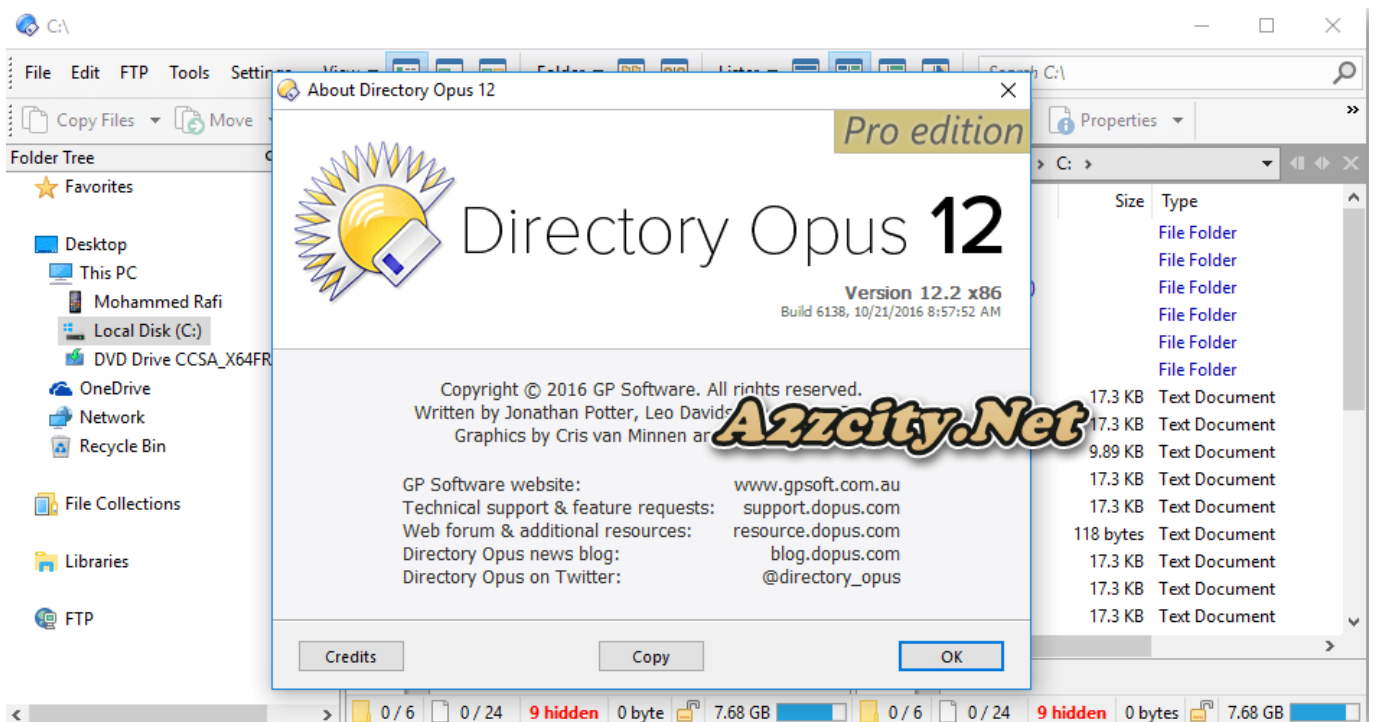 C:\
File Edit FTP Tools
Search C:\
About Directory Opus 12
Copy Files Move
Properties
Pro edition
Folder Tree
C:
Favorites
Size Type
Directory Opus 12
File Folder
Desktop
File Folder
This PC
File Folder
Mohammed Rafi
Version 12.2 x86
Build 6138, 10/21/2016 8:57:52 AM
File Folder
Local Disk (C:)
File Folder
DVD Drive CCSA_X64FR
File Folder
OneDrive
Copyright © 2016 GP Software. All rights reserved.
17.3 KB Text Document
Network
Written by Jonathan Potter, Leo
A2zcity.Net
17.3 KB Text Document
Recycle Bin
Graphics by Cris van Minnen
9.89 KB Text Document
GP Software website: www.gpsoft.com.au
17.3 KB Text Document
File Collections
Technical support & feature requests: support.dopus.com
17.3 KB Text Document
Web forum & additional resources: resource.dopus.com
118 bytes Text Document
Libraries
Directory Opus news blog: blog.dopus.com
17.3 KB Text Document
Directory Opus on Twitter: @directory_opus
17.3 KB Text Document
FTP
17.3 KB Text Document
Credits Copy OK
0 / 6 0 / 24 9 hidden 0 byte 7.68 GB 0 / 6 0 / 24 9 hidden 0 bytes 7.68 GB